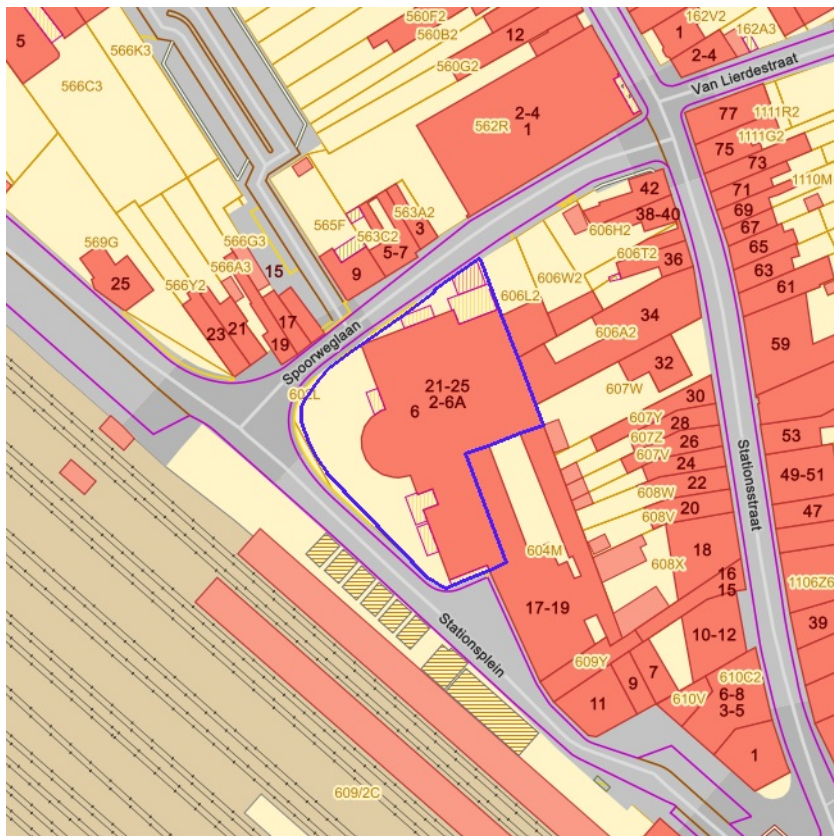 5
566K3
566C3
560F2
560B2
560G2
12
162V2
1
2-4
162A3
Van Lierdestraat
2-4
1
562R
77
1111R2
75
1111G2
73
71
1110M
69
67
65
63
61
59
42
38-40
606H2
606T2
36
606W2
606L2
34
606A2
32
607W
565F
563A2
3
563C2
5-7
9
569G
25
566G3
566A3
15
566Y2
23
21
17
19
Spoorweglaan
602L
21-25
2-6A
6
30
607Y
28
607Z
26
607V
24
608W
22
608V
20
53
49-51
47
Stationsstraat
604M
18
608X
16
15
1106Z6
39
17-19
10-12
Stationsplein
609Y
7
9
11
610V
610C2
6-8
3-5
1
609/2C